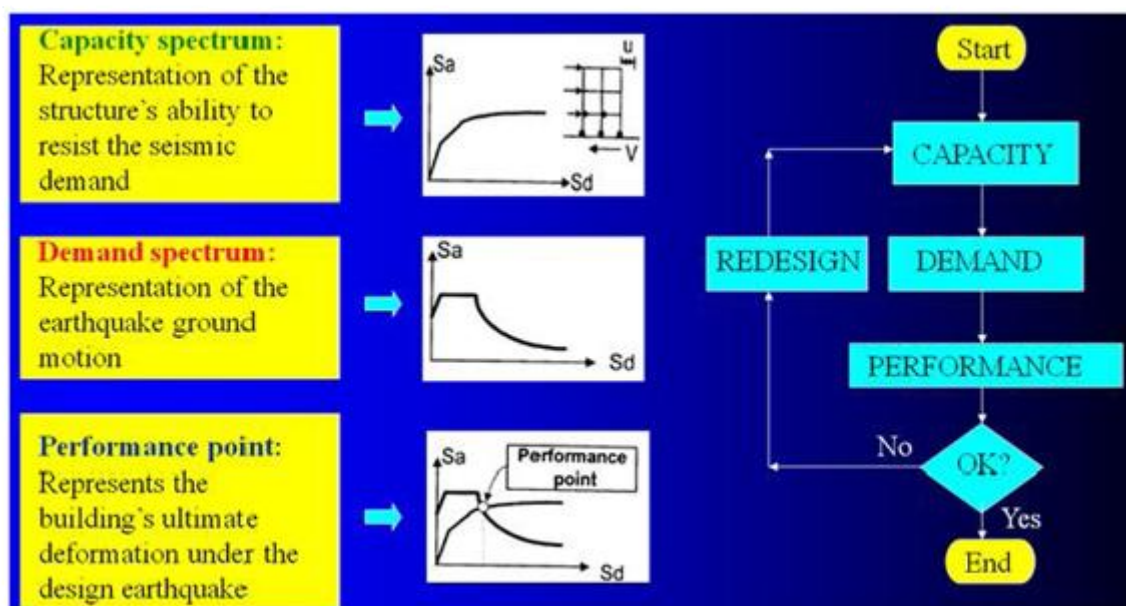 Capacity spectrum:
Representation of the
structure's ability to
resist the seismic
demand
Sa
u
V
Sd
Demand spectrum:
Representation of the
earthquake ground
motion
Sa
Sd
Performance point:
Represents the
building's ultimate
deformation under the
design earthquake
Sa
Performance
point
Sd
Start
CAPACITY
REDESIGN
DEMAND
PERFORMANCE
No
OK?
Yes
End